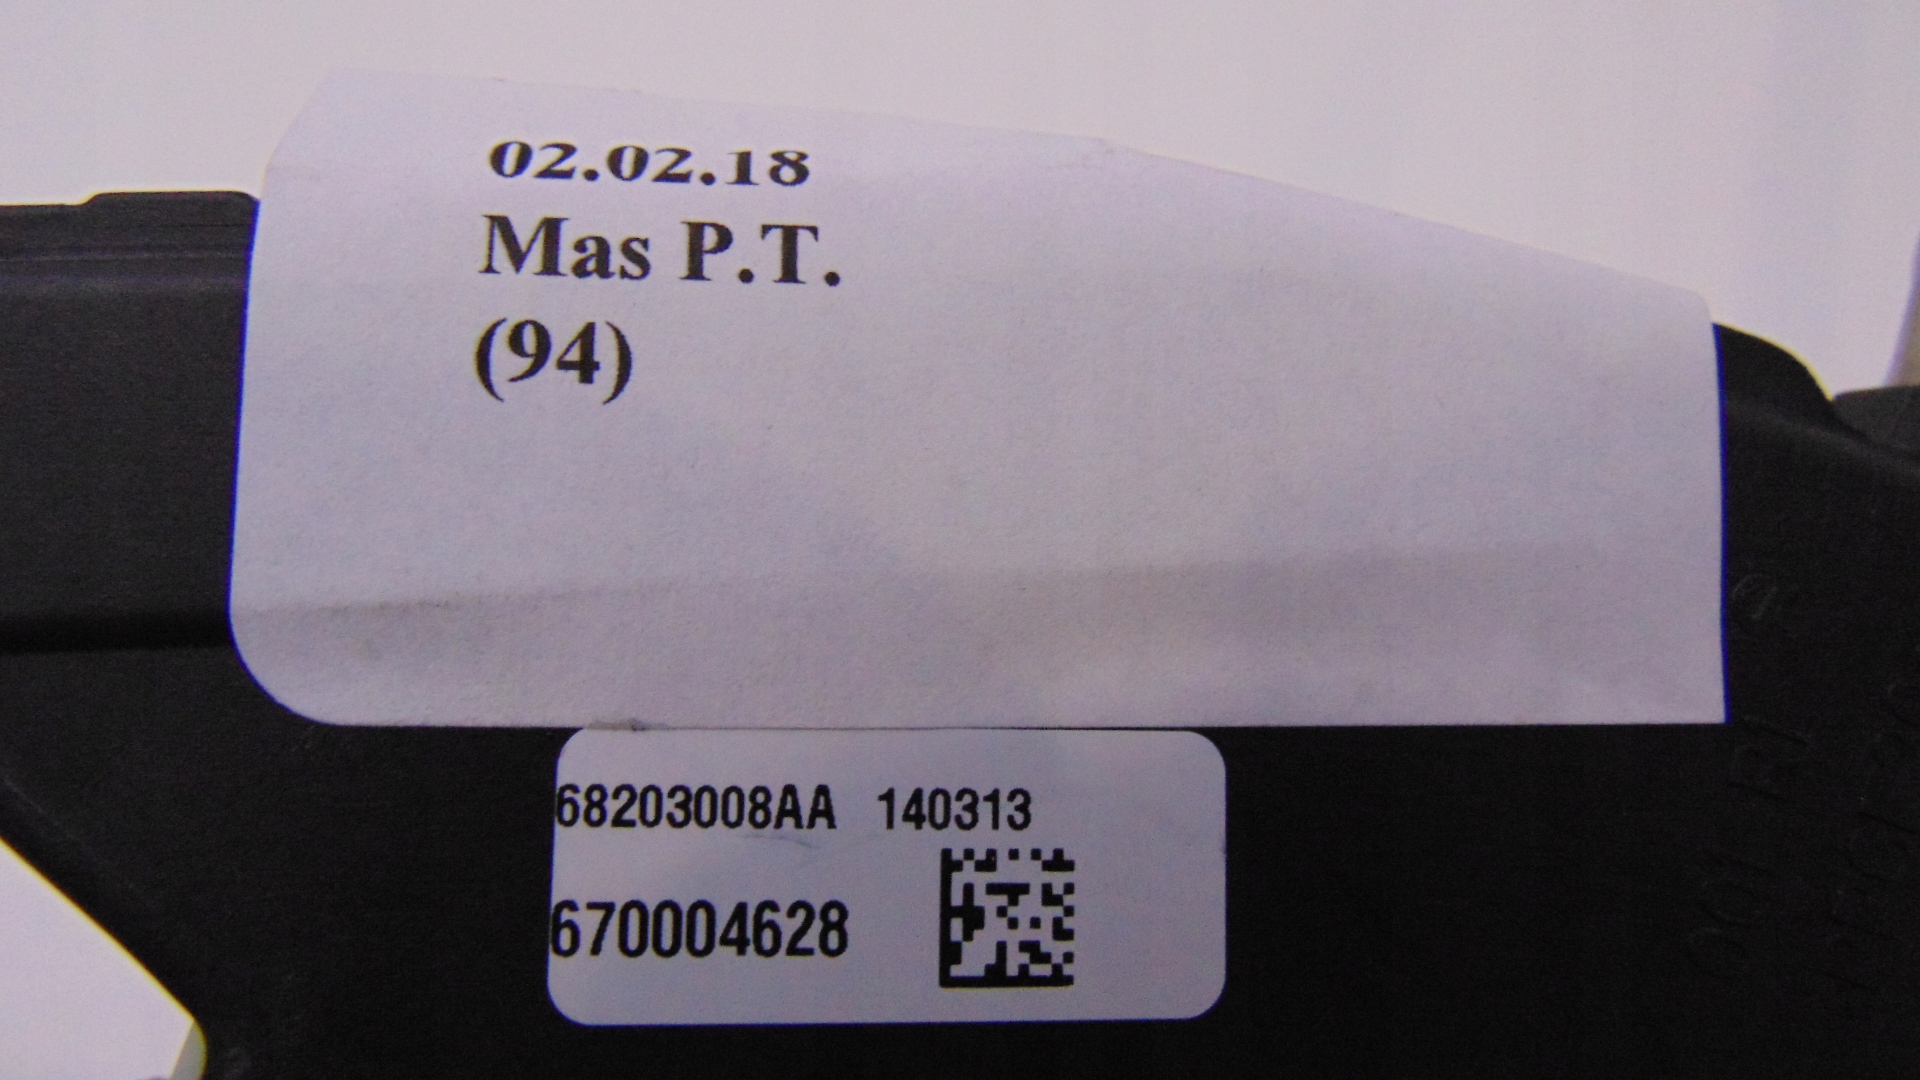 02.02.18
Mas P.T.
(94)
68203008AA 140313
670004628